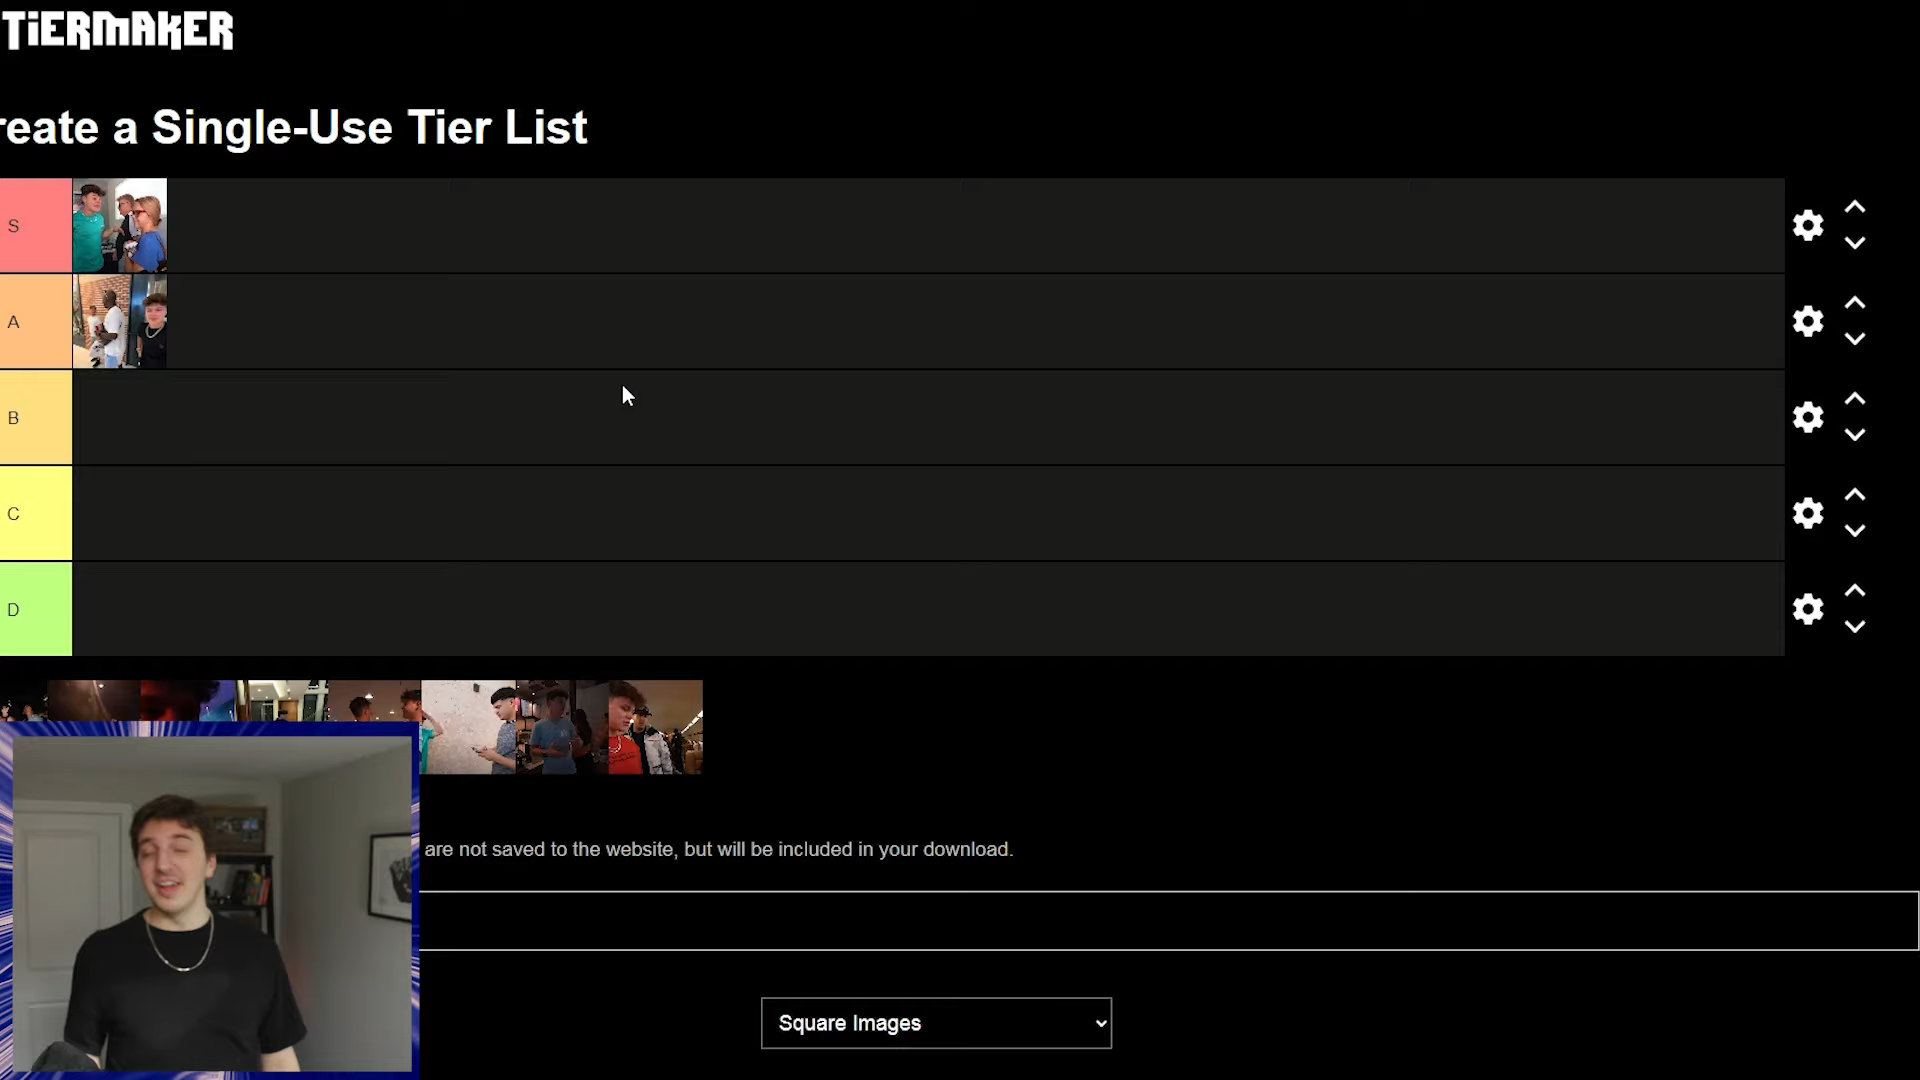 TiERMAKER
reate a Single-Use Tier List
S
A
B
C
D
are not saved to the website, but will be included in your download.
Square Images